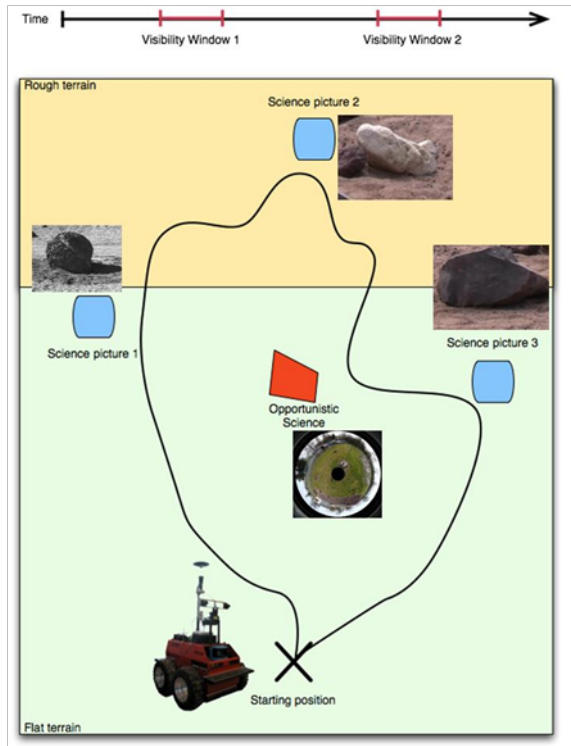 Time
Visibility Window 1
Visibility Window 2
Rough terrain
Science picture 2
Science picture 1
Science picture 3
Opportunistic
Science
Starting position
Flat terrain